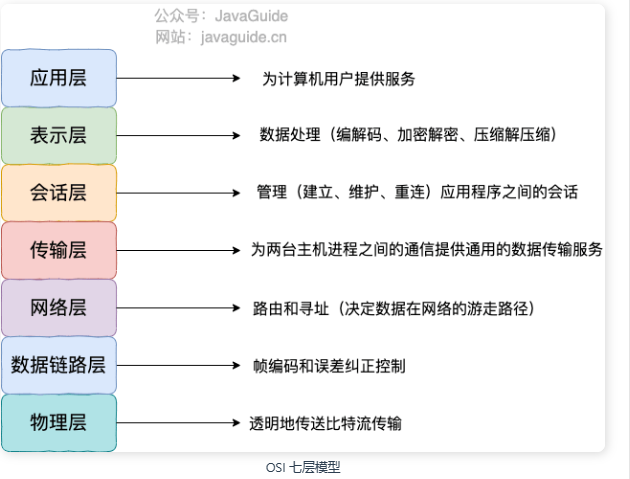 公众号：JavaGuide
网站：javaguide.cn
应用层 为计算机用户提供服务
表示层 数据处理（编解码、加密解密、压缩解压缩）
会话层 管理（建立、维护、重连）应用程序之间的会话
传输层 为两台主机进程之间的通信提供通用的数据传输服务
网络层 路由和寻址（决定数据在网络的游走路径）
数据链路层 帧编码和误差纠正控制
物理层 透明地传送比特流传输
OSI 七层模型